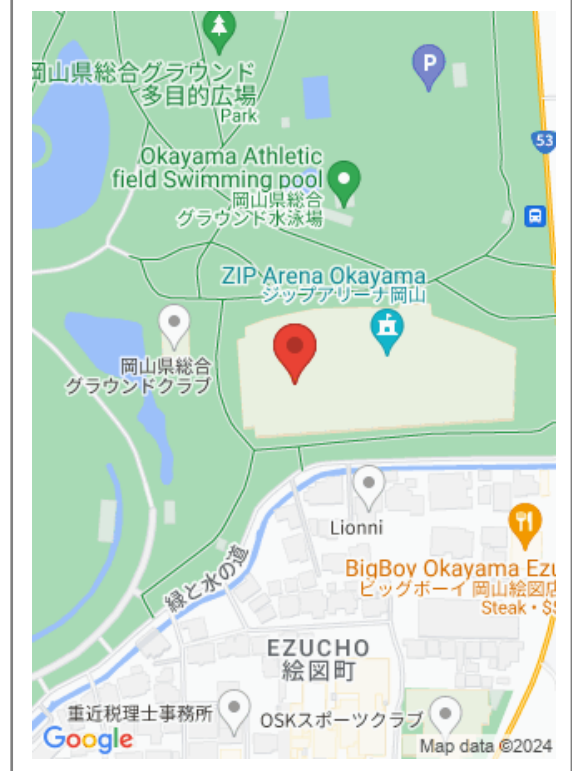 岡山県総合グラウンド
多目的広場
Park
P
53
Okayama Athletic
field Swimming pool
岡山県総合
グラウンド水泳場
ZIP Arena Okayama
ジップアリーナ岡山
岡山県総合
グラウンドクラブ
Lionni
緑と水の道
BigBoy Okayama Ezu
ビッグボーイ 岡山絵図店
Steak・$$
EZUCHO
絵図町
重近税理士事務所
OSKスポーツクラブ
Google
Map data ©2024